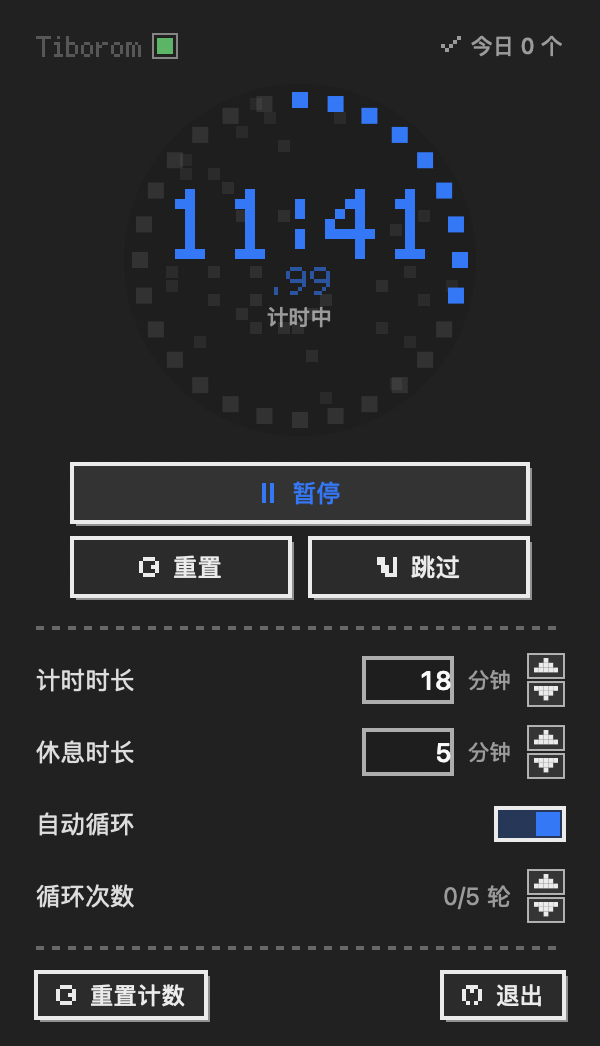 Tiborom
今日 0 个
11:41
.99
计时中
暂停
重置
跳过
计时时长 18 分钟
休息时长 5 分钟
自动循环
循环次数 0/5 轮
重置计数
退出